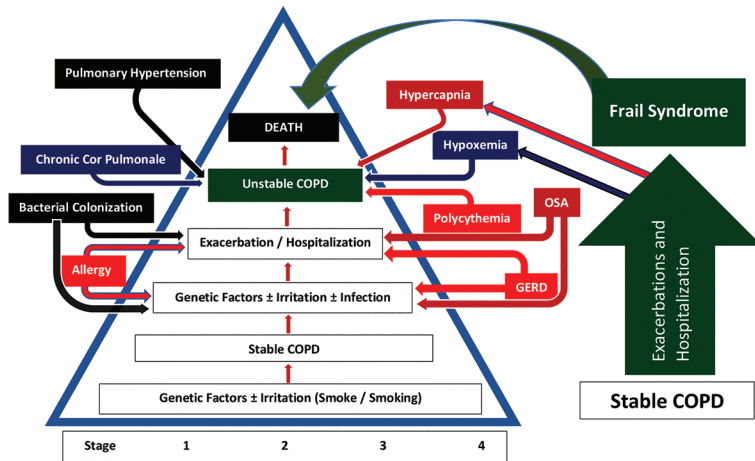 Pulmonary Hypertension
Hypercapnia
Frail Syndrome
DEATH
Chronic Cor Pulmonale
Hypoxemia
Unstable COPD
Bacterial Colonization
Polycythemia
OSA
Exacerbation / Hospitalization
Allergy
GERD
Genetic Factors ± Irritation ± Infection
Exacerbations and
Hospitalization
Stable COPD
Stable COPD
Genetic Factors ± Irritation (Smoke / Smoking)
Stage 1 2 3 4